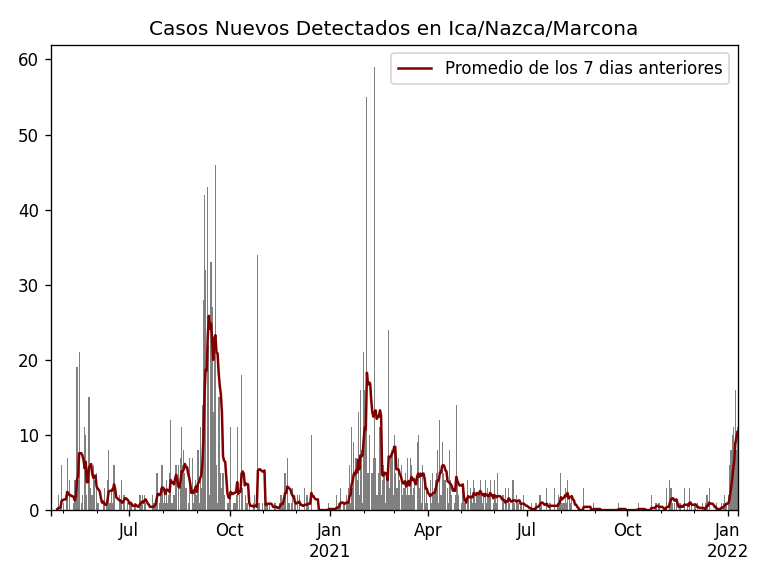 Casos Nuevos Detectados en Ica/Nazca/Marcona
Promedio de los 7 dias anteriores
60
50
40
30
20
10
0
Jul Oct Jan Apr Jul Oct Jan
2021 2022